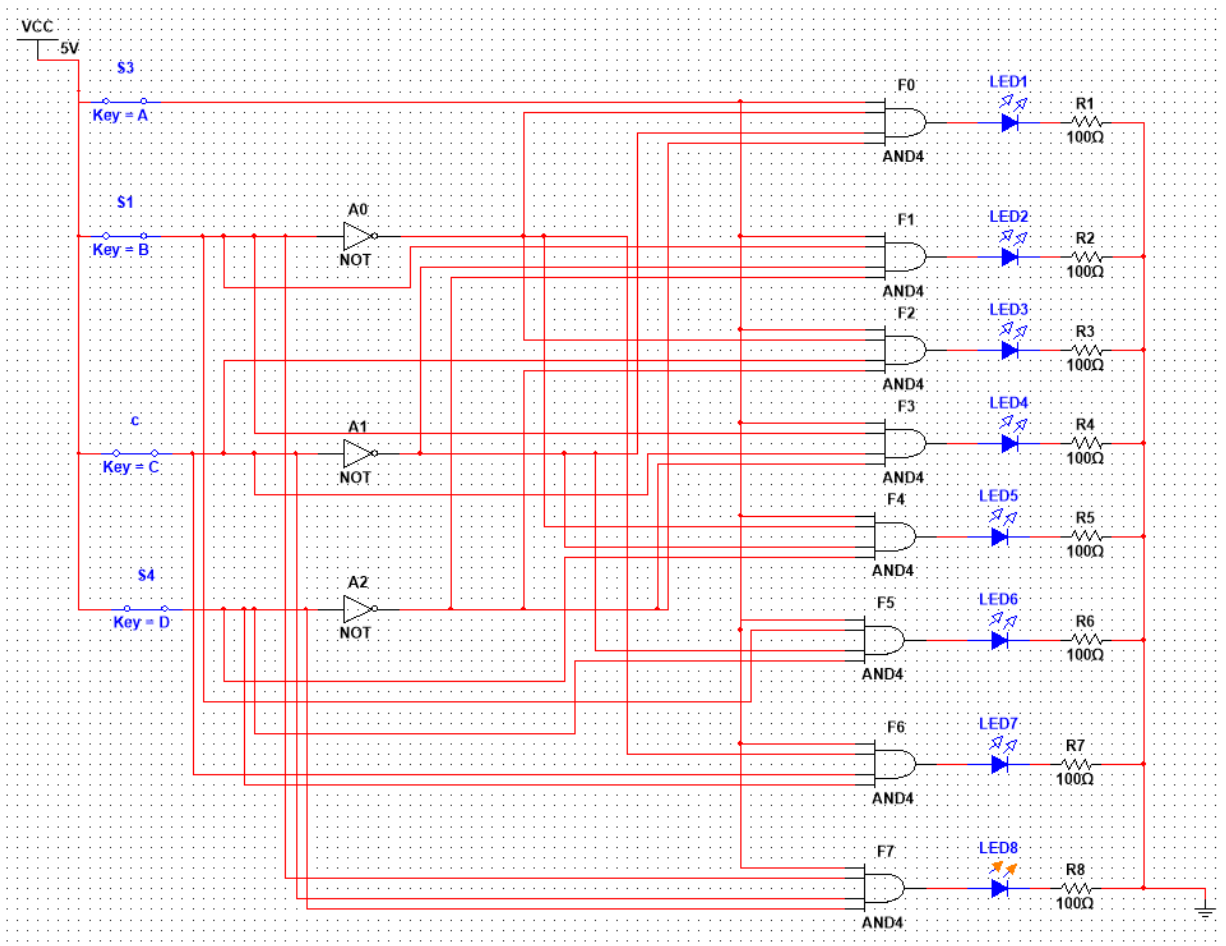 VCC
5V
S3
Key = A
F0
AND4
LED1
R1
100Ω
S1
Key = B
A0
NOT
F1
AND4
LED2
R2
100Ω
F2
AND4
LED3
R3
100Ω
c
Key = C
A1
NOT
F3
AND4
LED4
R4
100Ω
F4
AND4
LED5
R5
100Ω
S4
Key = D
A2
NOT
F5
AND4
LED6
R6
100Ω
F6
AND4
LED7
R7
100Ω
F7
AND4
LED8
R8
100Ω